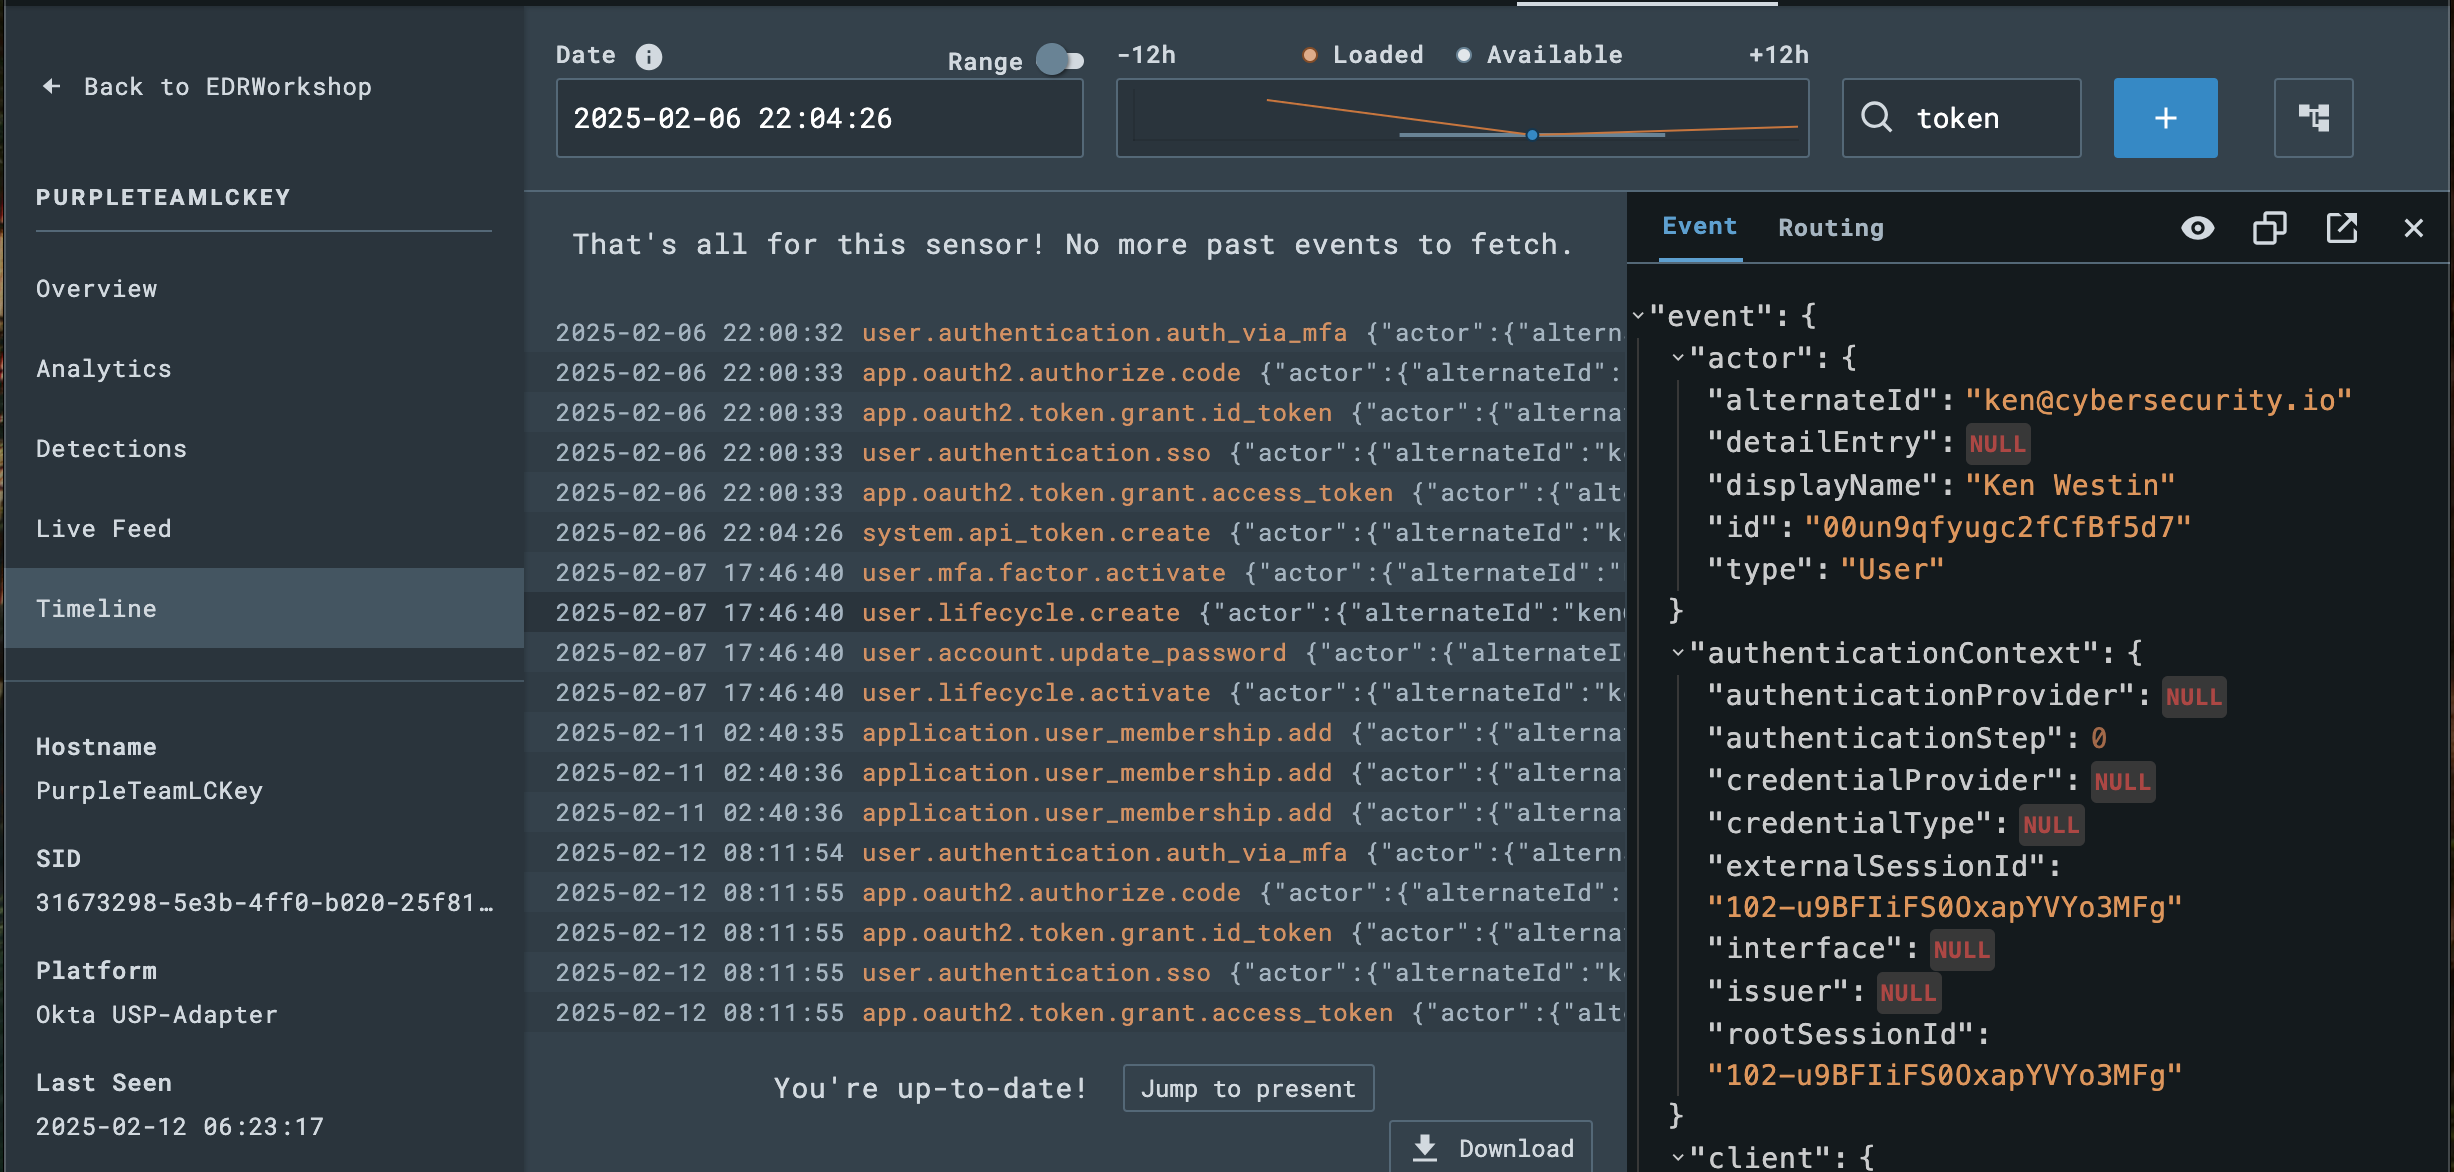 ← Back to EDRWorkshop
PURPLETEAMLCKEY
Overview
Analytics
Detections
Live Feed
Timeline
Hostname
PurpleTeamLCKey
SID
31673298-5e3b-4ff0-b020-25f81…
Platform
Okta USP-Adapter
Last Seen
2025-02-12 06:23:17
Date
Range
2025-02-06 22:04:26
-12h
Loaded
Available
+12h
token
+
That's all for this sensor! No more past events to fetch.
2025-02-06 22:00:32 user.authentication.auth_via_mfa {"actor":{"altern
2025-02-06 22:00:33 app.oauth2.authorize.code {"actor":{"alternateId":
2025-02-06 22:00:33 app.oauth2.token.grant.id_token {"actor":{"alterna
2025-02-06 22:00:33 user.authentication.sso {"actor":{"alternateId":"k
2025-02-06 22:00:33 app.oauth2.token.grant.access_token {"actor":{"alt
2025-02-06 22:04:26 system.api_token.create {"actor":{"alternateId":"k
2025-02-07 17:46:40 user.mfa.factor.activate {"actor":{"alternateId":"
2025-02-07 17:46:40 user.lifecycle.create {"actor":{"alternateId":"ken
2025-02-07 17:46:40 user.account.update_password {"actor":{"alternateI
2025-02-07 17:46:40 user.lifecycle.activate {"actor":{"alternateId":"k
2025-02-11 02:40:35 application.user_membership.add {"actor":{"alterna
2025-02-11 02:40:36 application.user_membership.add {"actor":{"alterna
2025-02-11 02:40:36 application.user_membership.add {"actor":{"alterna
2025-02-12 08:11:54 user.authentication.auth_via_mfa {"actor":{"altern
2025-02-12 08:11:55 app.oauth2.authorize.code {"actor":{"alternateId":
2025-02-12 08:11:55 app.oauth2.token.grant.id_token {"actor":{"alterna
2025-02-12 08:11:55 user.authentication.sso {"actor":{"alternateId":"k
2025-02-12 08:11:55 app.oauth2.token.grant.access_token {"actor":{"alt
You're up-to-date!
Jump to present
Download
Event
Routing
"event": {
"actor": {
"alternateId": "ken@cybersecurity.io"
"detailEntry": NULL
"displayName": "Ken Westin"
"id": "00un9qfyugc2fCfBf5d7"
"type": "User"
}
"authenticationContext": {
"authenticationProvider": NULL
"authenticationStep": 0
"credentialProvider": NULL
"credentialType": NULL
"externalSessionId":
"102-u9BFIiFS0OxapYVYo3MFg"
"interface": NULL
"issuer": NULL
"rootSessionId":
"102-u9BFIiFS0OxapYVYo3MFg"
}
"client": {